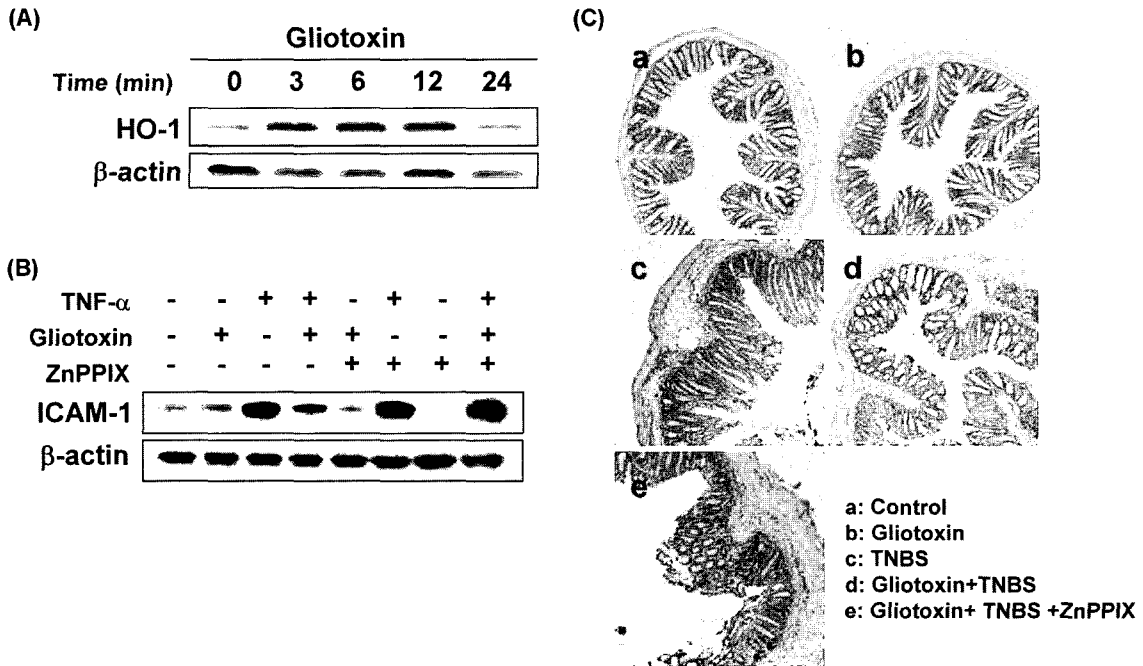 (A)
Gliotoxin
Time (min) 0 3 6 12 24
HO-1
β-actin
(B)
TNF-α - - + + - + - +
Gliotoxin - + - + + - - +
ZnPPIX - - - - + + + +
ICAM-1
β-actin
(C)
a
b
c
d
e
a: Control
b: Gliotoxin
c: TNBS
d: Gliotoxin+TNBS
e: Gliotoxin+ TNBS +ZnPPIX